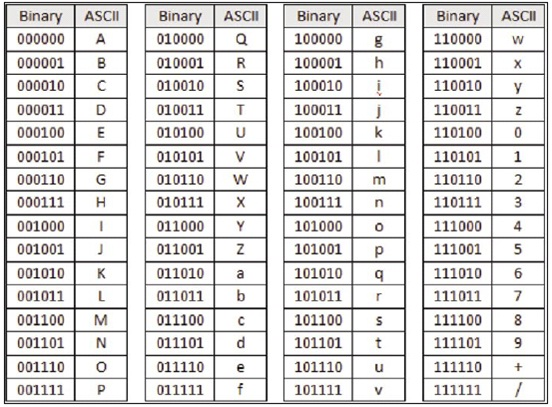 Binary ASCII Binary ASCII Binary ASCII Binary ASCII
000000 A 010000 Q 100000 g 110000 w
000001 B 010001 R 100001 h 110001 x
000010 C 010010 S 100010 i 110010 y
000011 D 010011 T 100011 j 110011 z
000100 E 010100 U 100100 k 110100 0
000101 F 010101 V 100101 l 110101 1
000110 G 010110 W 100110 m 110110 2
000111 H 010111 X 100111 n 110111 3
001000 I 011000 Y 101000 o 111000 4
001001 J 011001 Z 101001 p 111001 5
001010 K 011010 a 101010 q 111010 6
001011 L 011011 b 101011 r 111011 7
001100 M 011100 c 101100 s 111100 8
001101 N 011101 d 101101 t 111101 9
001110 O 011110 e 101110 u 111110 +
001111 P 011111 f 101111 v 111111 /